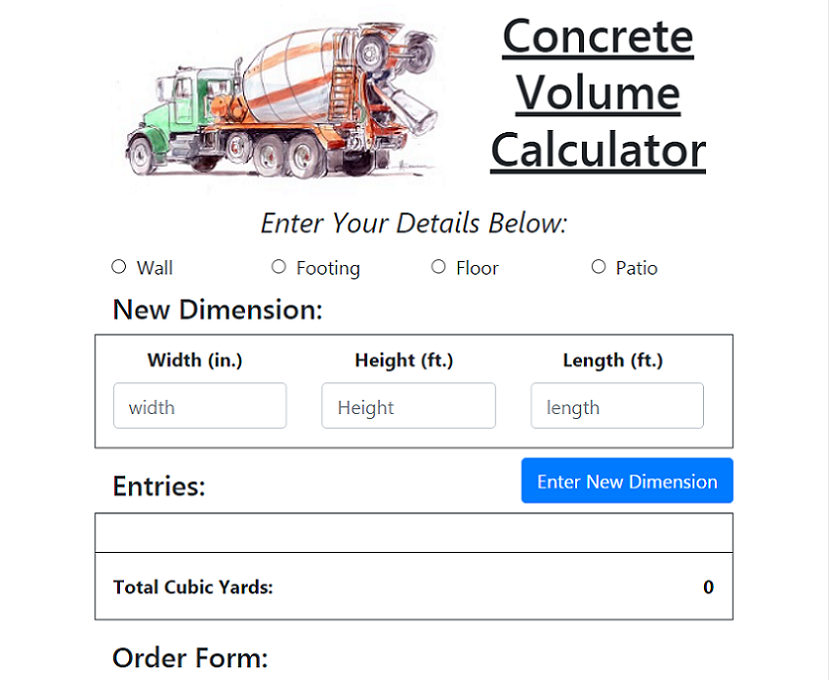 Concrete
Volume
Calculator
Enter Your Details Below:
Wall Footing Floor Patio
New Dimension:
Width (in.) Height (ft.) Length (ft.)
width Height length
Entries: Enter New Dimension
Total Cubic Yards: 0
Order Form: